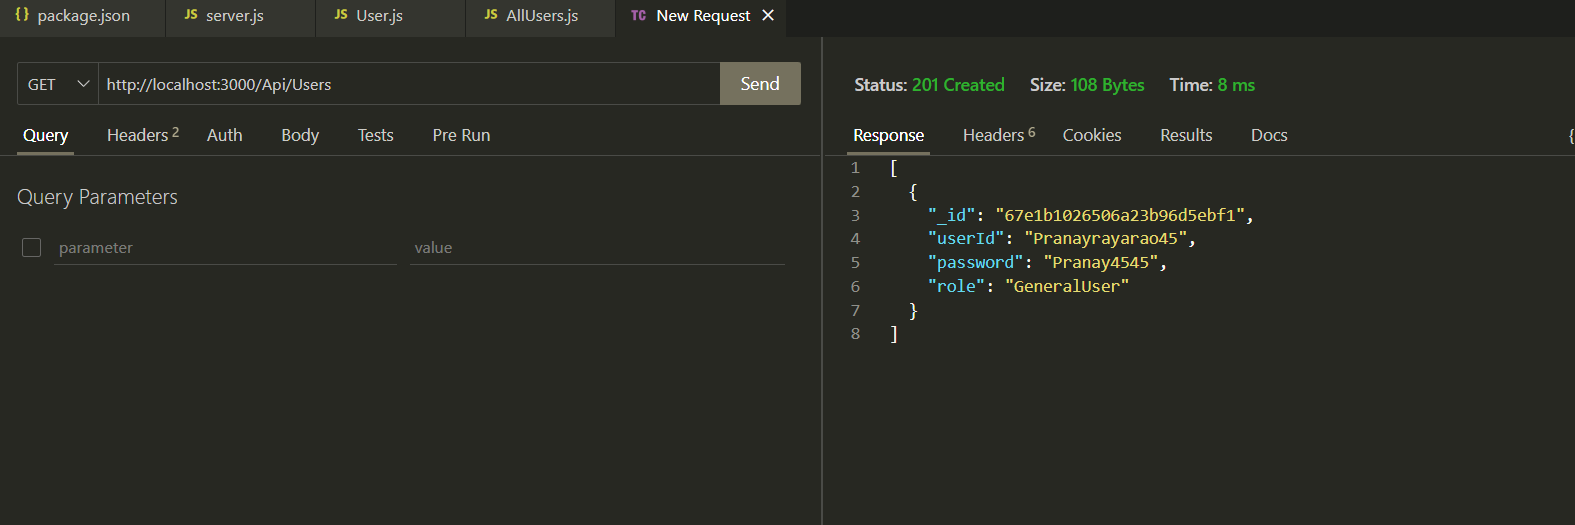 {} package.json JS server.js JS User.js JS AllUsers.js TC New Request
GET http://localhost:3000/Api/Users Send
Query Headers 2 Auth Body Tests Pre Run
Query Parameters
parameter value
Status: 201 Created Size: 108 Bytes Time: 8 ms
Response Headers 6 Cookies Results Docs {
1 [
2 {
3 "_id": "67e1b1026506a23b96d5ebf1",
4 "userId": "Pranayrayarao45",
5 "password": "Pranay4545",
6 "role": "GeneralUser"
7 }
8 ]